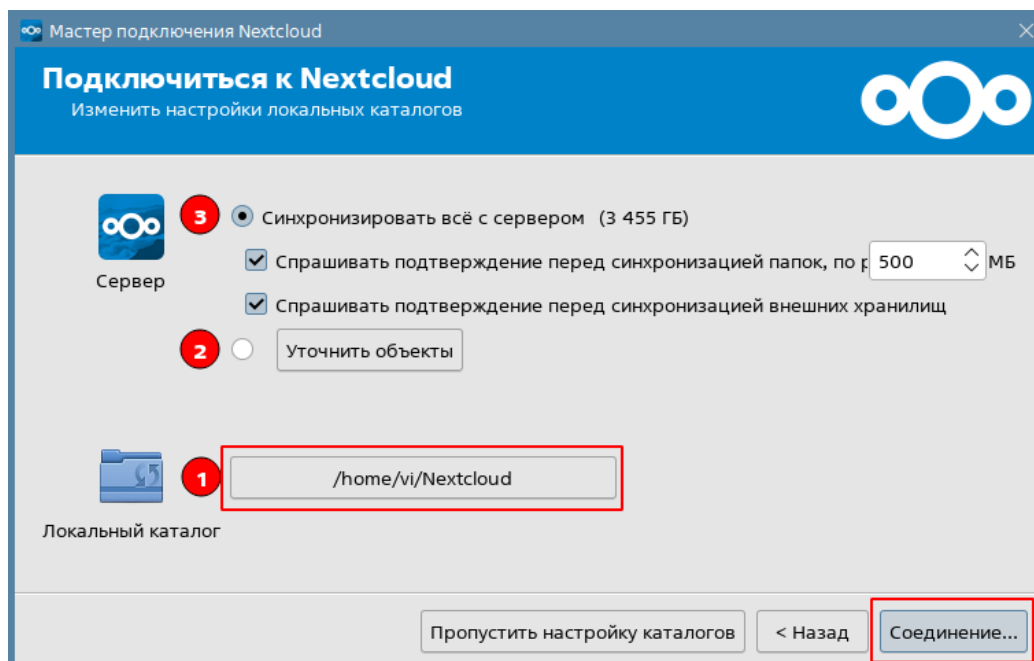 Мастер подключения Nextcloud
Подключиться к Nextcloud
Изменить настройки локальных каталогов
3 Синхронизировать всё с сервером (3 455 ГБ)
Спрашивать подтверждение перед синхронизацией папок, по 500 МБ
Сервер
Спрашивать подтверждение перед синхронизацией внешних хранилищ
2 Уточнить объекты
1 /home/vi/Nextcloud
Локальный каталог
Пропустить настройку каталогов < Назад Соединение...